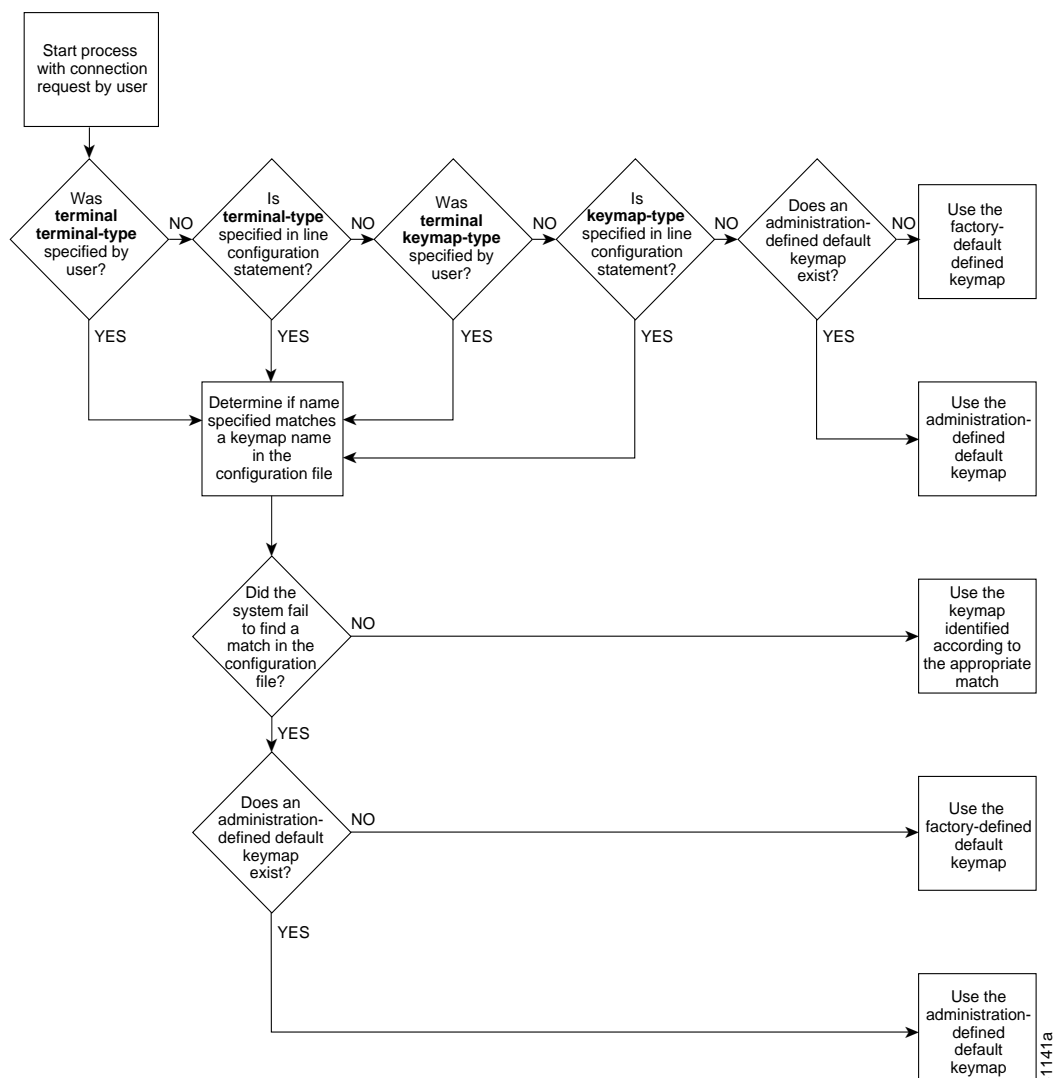 Start process
with connection
request by user
Was
terminal
terminal-type
specified by
user?
NO
Is
terminal-type
specified in line
configuration
statement?
NO
Was
terminal
keymap-type
specified by
user?
NO
Is
keymap-type
specified in line
configuration
statement?
NO
Does an
administration-
defined default
keymap
exist?
NO
Use the
factory-
default
defined
keymap
YES
YES
YES
YES
YES
Determine if name
specified matches
a keymap name
in the
configuration file
Use the
administration-
defined
default
keymap
Did the
system fail
to find a
match in the
configuration
file?
NO
Use the
keymap
identified
according to
the appropriate
match
YES
Does an
administration-
defined default
keymap
exist?
NO
Use the
factory-defined
default
keymap
YES
Use the
administration-
defined
default
keymap
1141a